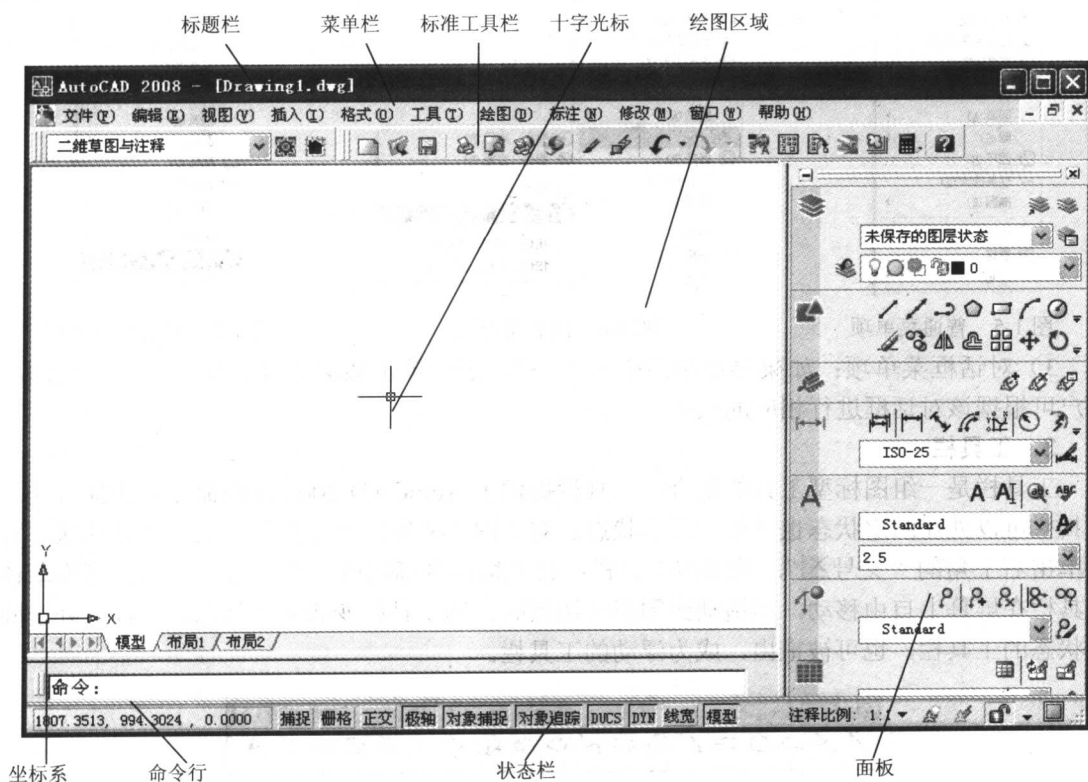 标题栏 菜单栏 标准工具栏 十字光标 绘图区域
AutoCAD 2008 - [Drawing1.dwg]
文件(F) 编辑(E) 视图(V) 插入(I) 格式(O) 工具(T) 绘图(D) 标注(N) 修改(M) 窗口(W) 帮助(H)
二维草图与注释
未保存的图层状态
0
ISO-25
A A AI abc ABC
Standard A
2.5
Standard
Y
X
模型 布局1 布局2
命令:
1807.3513, 994.3024 , 0.0000 捕捉 栅格 正交 极轴 对象捕捉 对象追踪 DUCS DYN 线宽 模型 注释比例: 1:1
坐标系 命令行 状态栏 面板